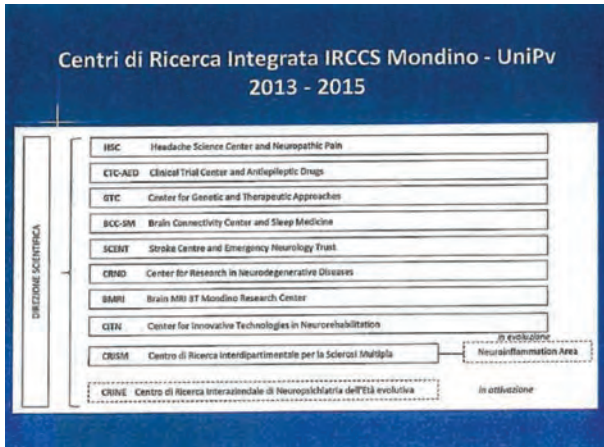 Centri di Ricerca Integrata IRCCS Mondino - UniPv
2013 - 2015
DIREZIONE SCIENTIFICA
HSC Headache Science Center and Neuropathic Pain
CTC-AED Clinical Trial Center and Antiepileptic Drugs
GTC Center for Genetic and Therapeutic Approaches
BCC-SM Brain Connectivity Center and Sleep Medicine
SCENT Stroke Centre and Emergency Neurology Trust
CRND Center for Research in Neurodegenerative Diseases
BMRI Brain MRI 3T Mondino Research Center
CITN Center for Innovative Technologies in Neurorehabilitation
in evoluzione
CRISM Centro di Ricerca Interdipartimentale per la Sclerosi Multipla
Neuroinflammation Area
CRINE Centro di Ricerca Interaziendale di Neuropsichiatria dell'Età evolutiva
in attivazione